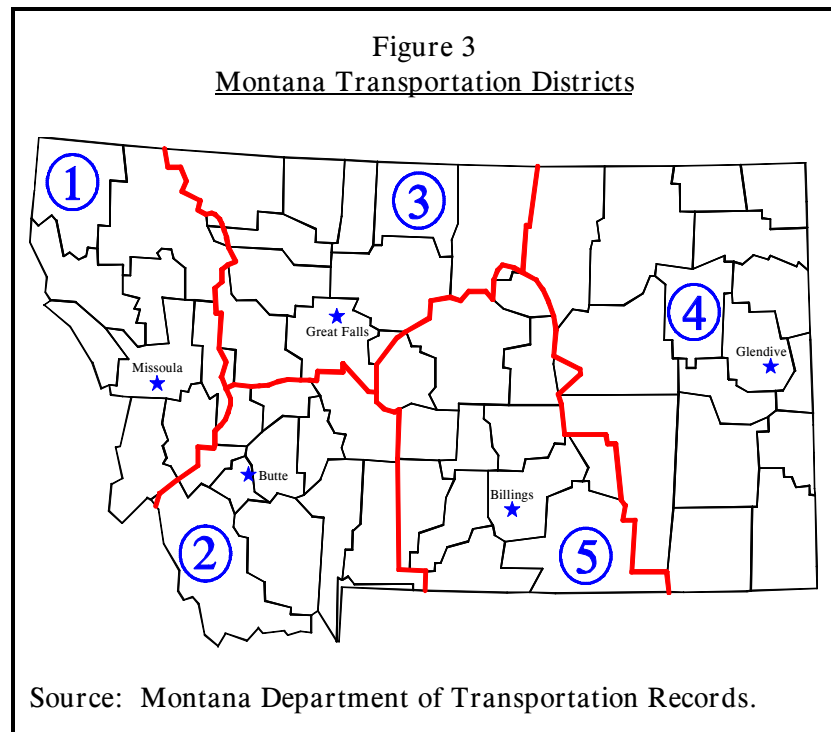 Figure 3
Montana Transportation Districts
1
3
4
Great Falls
Glendive
Missoula
Butte
Billings
2
5
Source: Montana Department of Transportation Records.